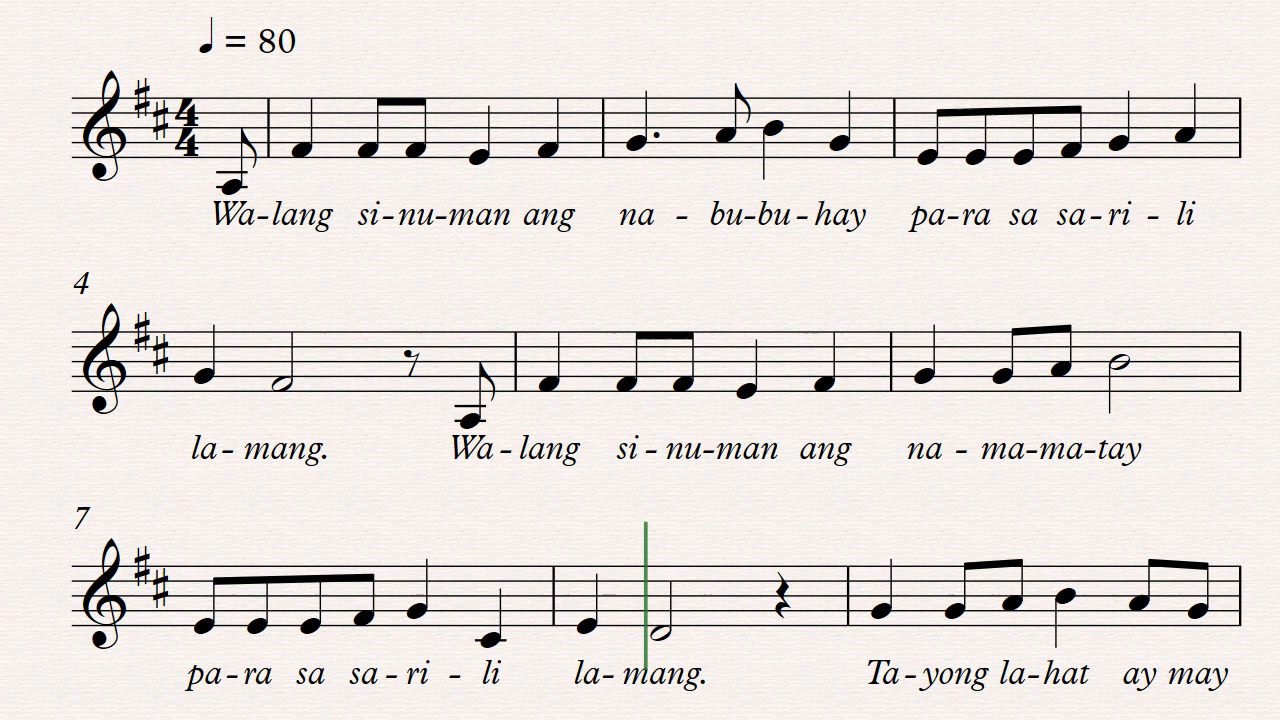 ♩ = 80
4
4
Wa-lang si-nu-man ang na - bu-bu-hay pa-ra sa sa-ri - li
4
la-mang. Wa-lang si-nu-man ang na - ma-ma-tay
7
pa-ra sa sa-ri - li la-mang. Ta-yong la-hat ay may